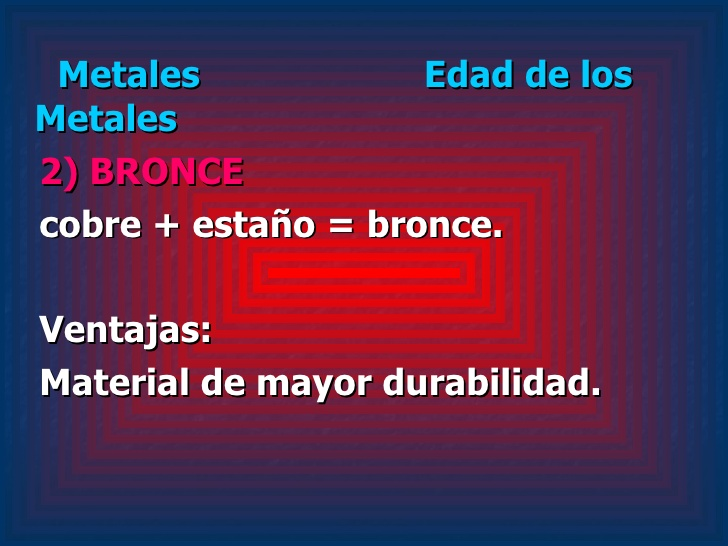 Metales Edad de los
Metales
2) BRONCE
cobre + estaño = bronce.
Ventajas:
Material de mayor durabilidad.